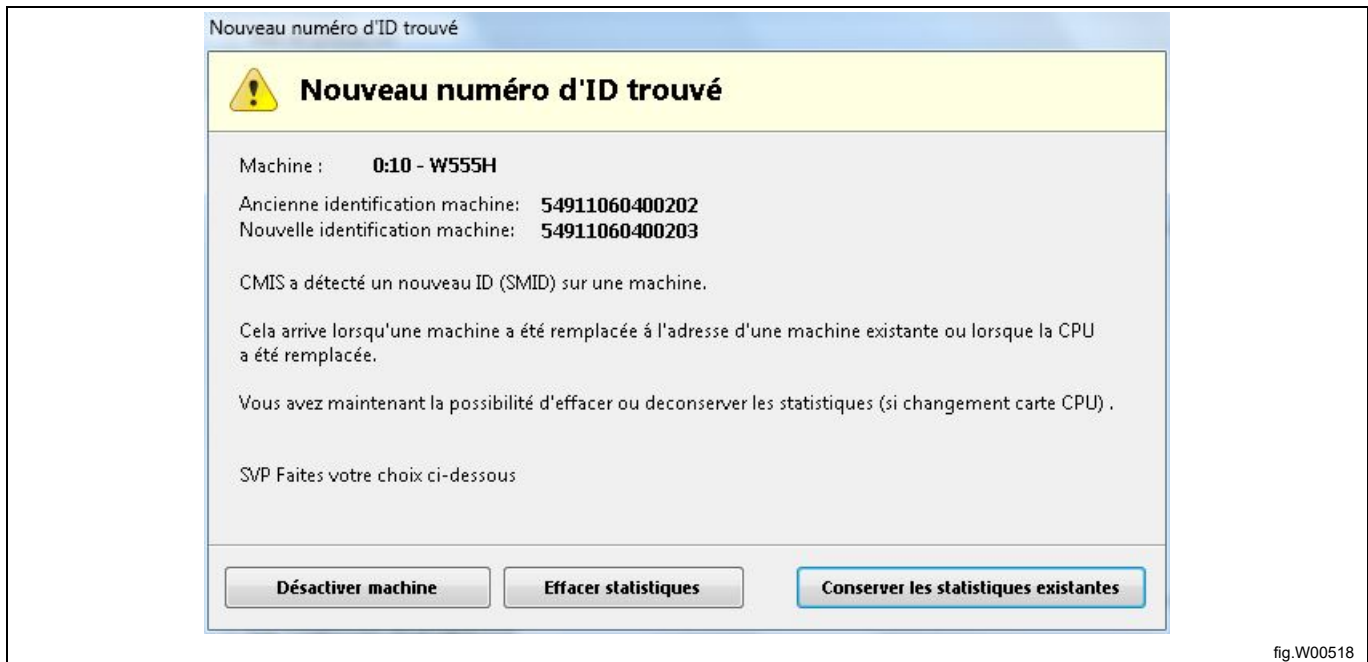 Nouveau numéro d'ID trouvé
Nouveau numéro d'ID trouvé
Machine : 0:10 - W555H
Ancienne identification machine: 54911060400202
Nouvelle identification machine: 54911060400203
CMIS a détecté un nouveau ID (SMID) sur une machine.
Cela arrive lorsqu'une machine a été remplacée á l'adresse d'une machine existante ou lorsque la CPU
a été remplacée.
Vous avez maintenant la possibilité d'effacer ou deconserver les statistiques (si changement carte CPU) .
SVP Faites votre choix ci-dessous
Désactiver machine Effacer statistiques Conserver les statistiques existantes
fig.W00518